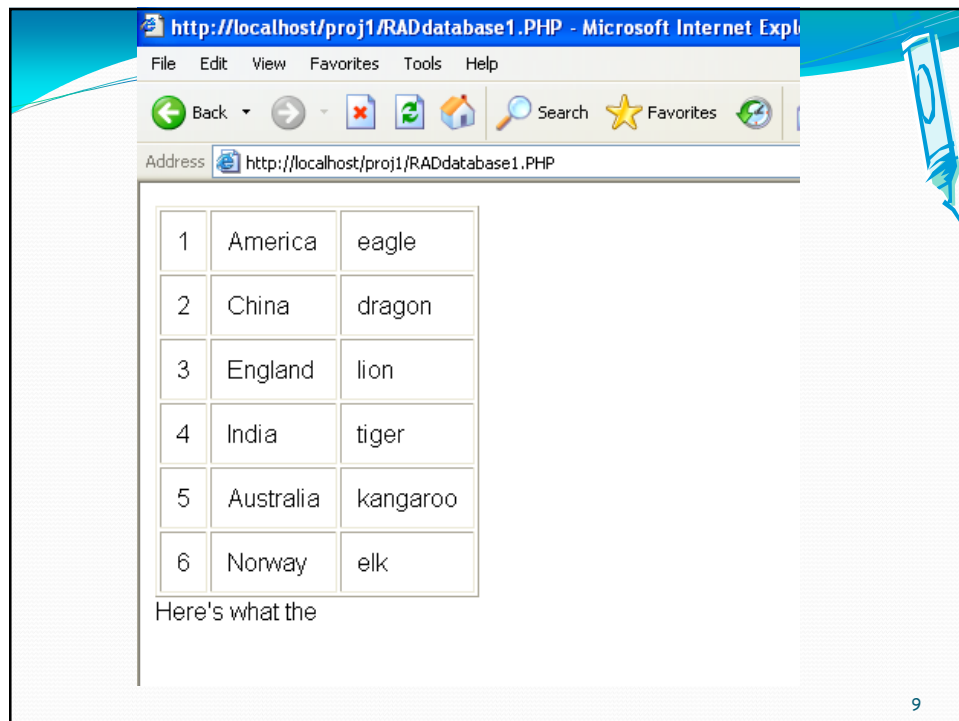 http://localhost/proj1/RADdatabase1.PHP - Microsoft Internet Expl
File Edit View Favorites Tools Help
Back Search Favorites
Address http://localhost/proj1/RADdatabase1.PHP
1 America eagle
2 China dragon
3 England lion
4 India tiger
5 Australia kangaroo
6 Norway elk
Here's what the
9